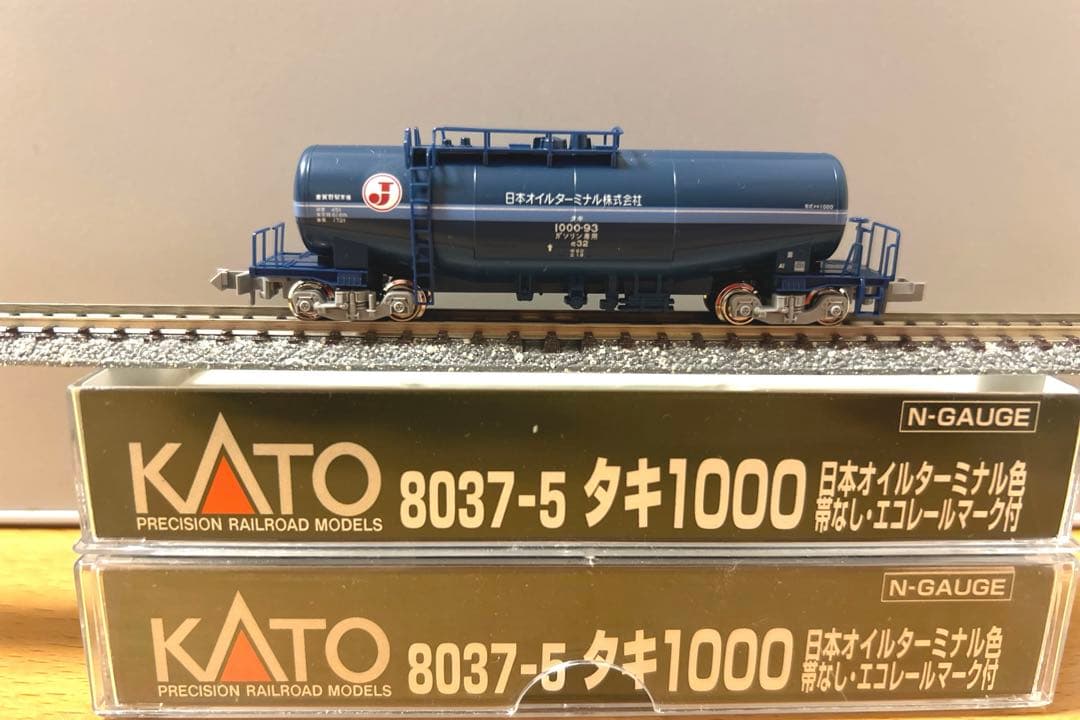 J
日本オイルターミナル株式会社
タキ
1000-93
ガソリン専用
N-GAUGE
KATO
PRECISION RAILROAD MODELS
8037-5 タキ1000
日本オイルターミナル色
帯なし・エコレールマーク付
N-GAUGE
KATO
PRECISION RAILROAD MODELS
8037-5 タキ1000
日本オイルターミナル色
帯なし・エコレールマーク付